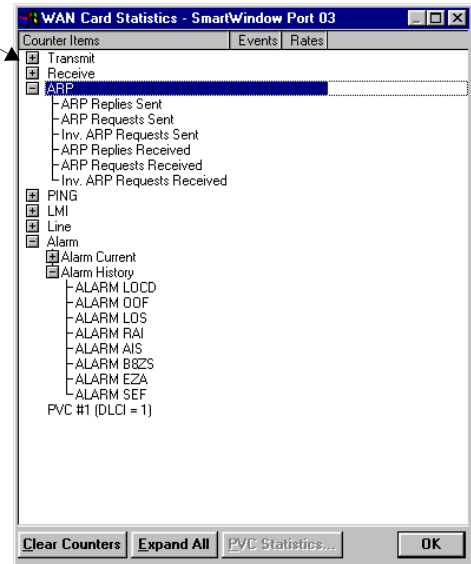 WAN Card Statistics - SmartWindow Port 03
Counter Items Events Rates
Transmit
Receive
ARP
ARP Replies Sent
ARP Requests Sent
Inv. ARP Requests Sent
ARP Replies Received
ARP Requests Received
Inv. ARP Requests Received
PING
LMI
Line
Alarm
Alarm Current
Alarm History
ALARM LOCD
ALARM OOF
ALARM LOS
ALARM RAI
ALARM AIS
ALARM B8ZS
ALARM EZA
ALARM SEF
PVC #1 (DLCI = 1)
Clear Counters Expand All PVC Statistics... OK